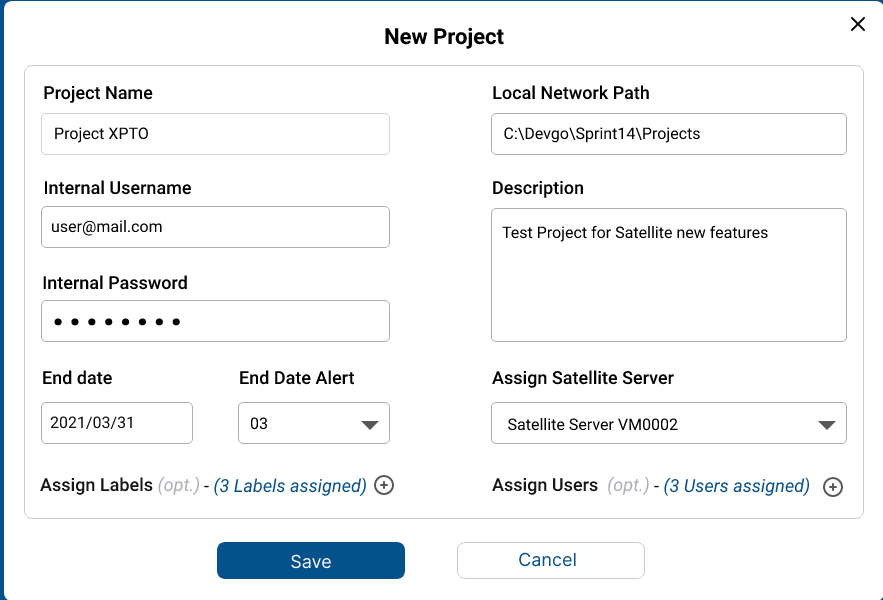 New Project
Project Name
Project XPTO
Local Network Path
C:\Devgo\Sprint14\Projects
Internal Username
user@mail.com
Description
Test Project for Satellite new features
Internal Password
••••••••
End date
2021/03/31
End Date Alert
03
Assign Satellite Server
Satellite Server VM0002
Assign Labels (opt.) - (3 Labels assigned)
Assign Users (opt.) - (3 Users assigned)
Save
Cancel